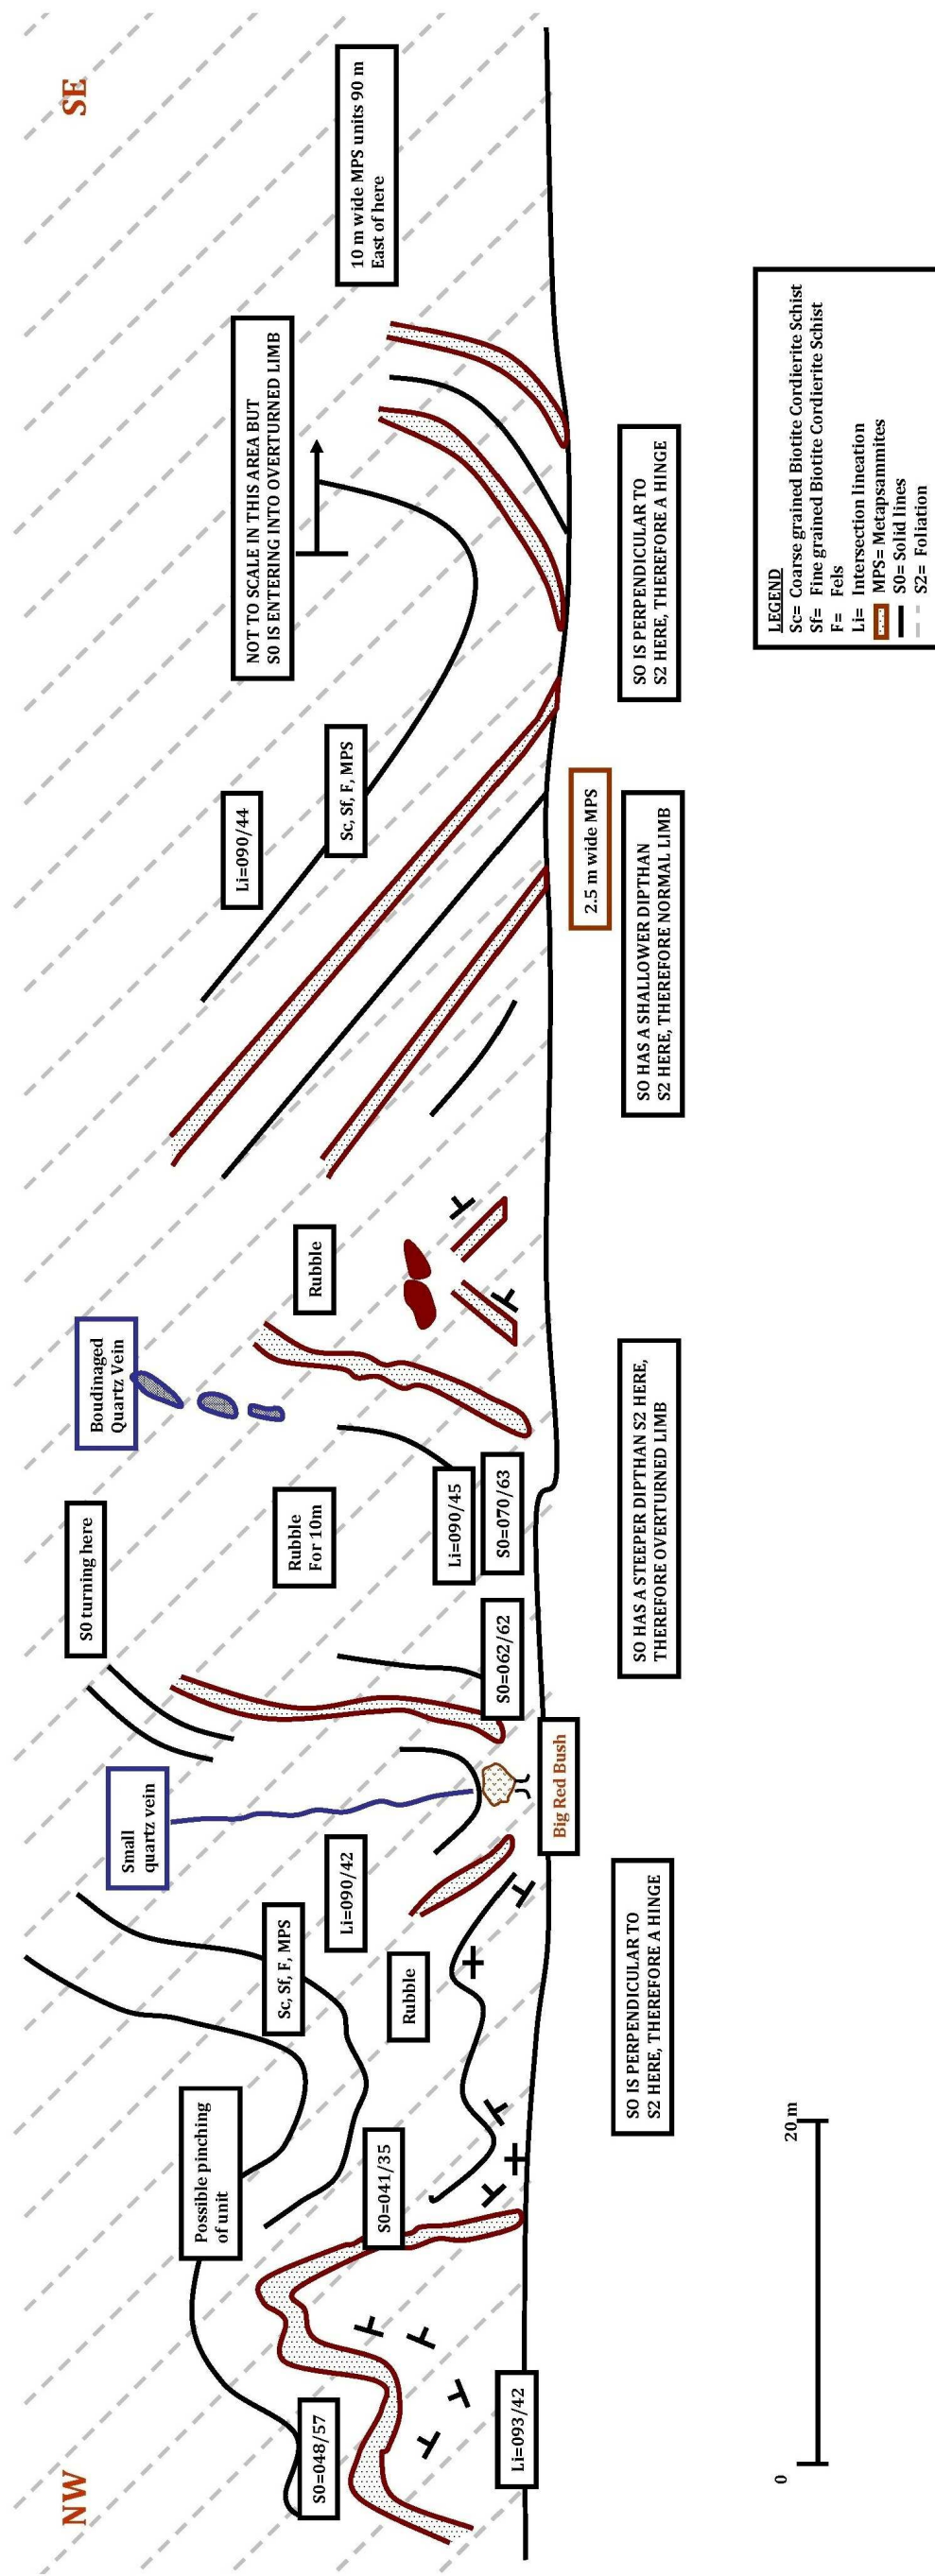 NW
SE
S0=048/57
Possible pinching
of unit
Li=093/42
S0=041/35
Sc, Sf, F, MPS
Rubble
Li=090/42
Small
quartz vein
Big Red Bush
S0 turning here
S0=062/62
Rubble
For 10m
Li=090/45
S0=070/63
Boudinaged
Quartz Vein
Rubble
Li=090/44
Sc, Sf, F, MPS
NOT TO SCALE IN THIS AREA BUT
S0 IS ENTERING INTO OVERTURNED LIMB
10 m wide MPS units 90 m
East of here
2.5 m wide MPS
SO IS PERPENDICULAR TO
S2 HERE, THEREFORE A HINGE
SO HAS A STEEPER DIPTHAN S2 HERE,
THEREFORE OVERTURNED LIMB
SO HAS A SHALLOWER DIPTHAN
S2 HERE, THEREFORE NORMAL LIMB
SO IS PERPENDICULAR TO
S2 HERE, THEREFORE A HINGE
0
20 m
LEGEND
Sc= Coarse grained Biotite Cordierite Schist
Sf= Fine grained Biotite Cordierite Schist
F= Fels
Li= Intersection lineation
MPS= Metapsammites
S0= Solid lines
S2= Foliation